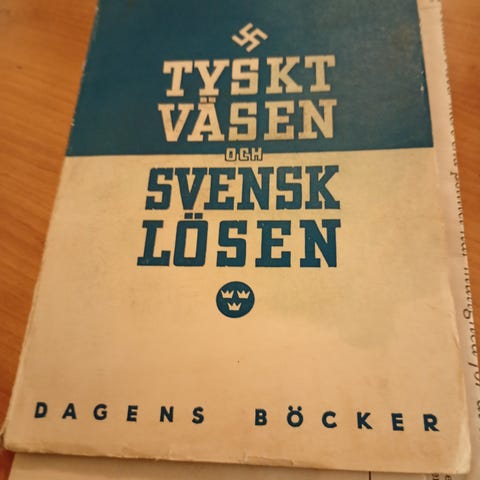 TYSKT
VÄSEN
OCH
SVENSK
LÖSEN
DAGENS BÖCKER